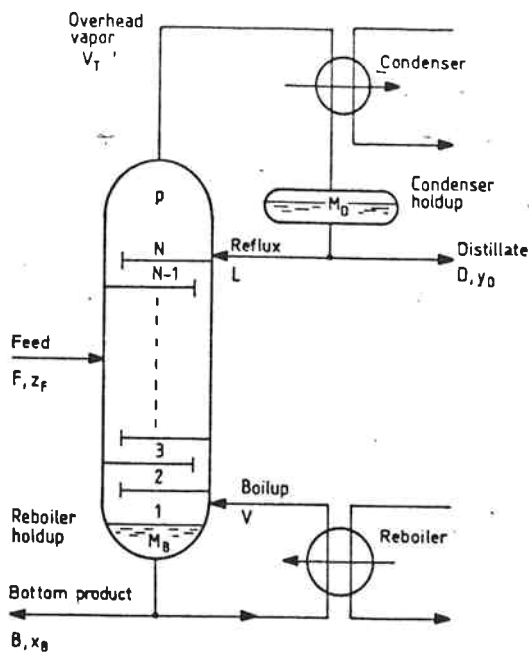 Overhead
vapor
V_T '
Condenser
Condenser
holdup
M_D
p
N
N-1
Reflux
L
Distillate
D, y_D
Feed
F, z_F
3
2
1
Boilup
V
Reboiler
holdup
M_B
Reboiler
Bottom product
B, x_B